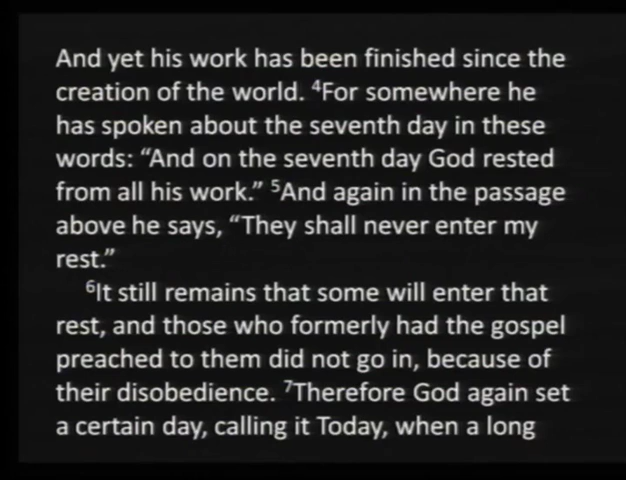 And yet his work has been finished since the
creation of the world. ⁴For somewhere he
has spoken about the seventh day in these
words: “And on the seventh day God rested
from all his work.” ⁵And again in the passage
above he says, “They shall never enter my
rest.”
⁶It still remains that some will enter that
rest, and those who formerly had the gospel
preached to them did not go in, because of
their disobedience. ⁷Therefore God again set
a certain day, calling it Today, when a long